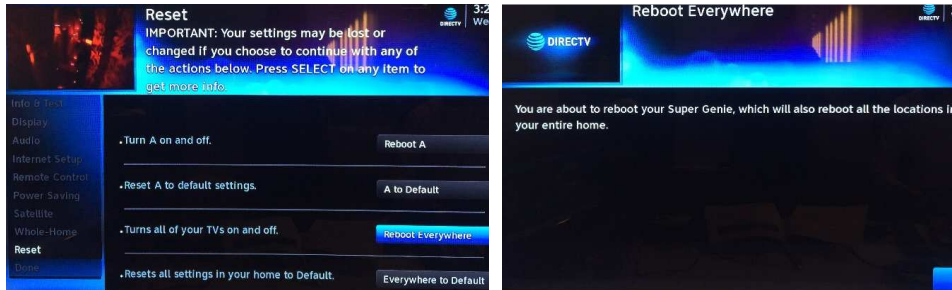 Reset
3:2
DIRECTV
We
IMPORTANT: Your settings may be lost or
changed if you choose to continue with any of
the actions below. Press SELECT on any item to
get more info.
Info & Test
Display
Audio
Internet Setup
Remote Control
Power Saving
Satellite
Whole-Home
Reset
Done
Turn A on and off.
Reboot A
Reset A to default settings.
A to Default
Turns all of your TVs on and off.
Reboot Everywhere
Resets all settings in your home to Default.
Everywhere to Default
Reboot Everywhere
DIRECTV
DIRECTV
You are about to reboot your Super Genie, which will also reboot all the locations in
your entire home.